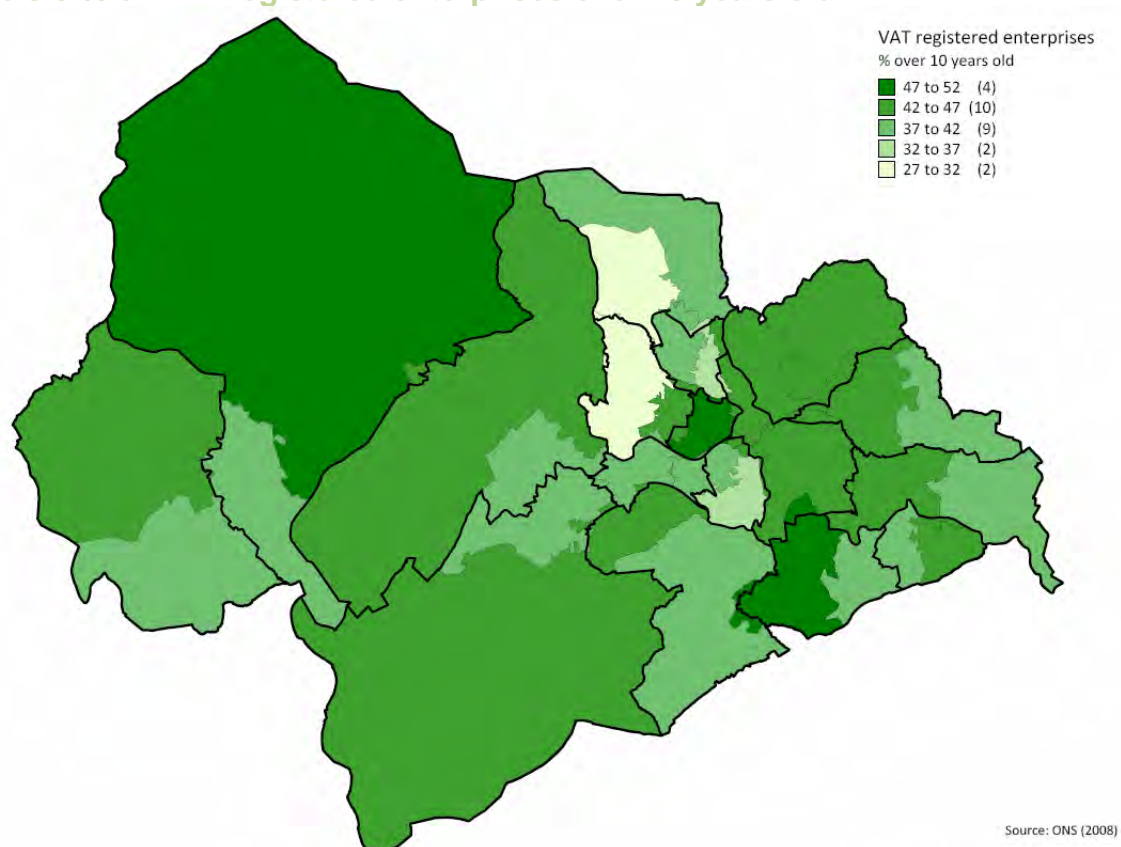 VAT registered enterprises
% over 10 years old
47 to 52 (4)
42 to 47 (10)
37 to 42 (9)
32 to 37 (2)
27 to 32 (2)
Source: ONS (2008)